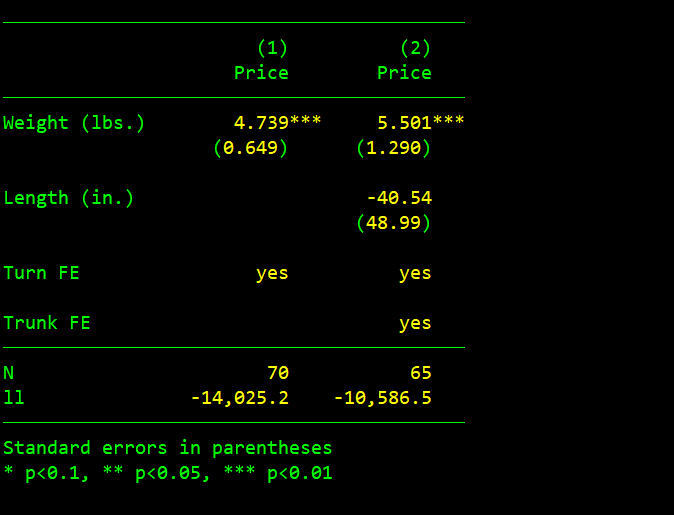 (1) (2)
Price Price
Weight (lbs.) 4.739*** 5.501***
(0.649) (1.290)
Length (in.) -40.54
(48.99)
Turn FE yes yes
Trunk FE yes
N 70 65
ll -14,025.2 -10,586.5
Standard errors in parentheses
* p<0.1, ** p<0.05, *** p<0.01